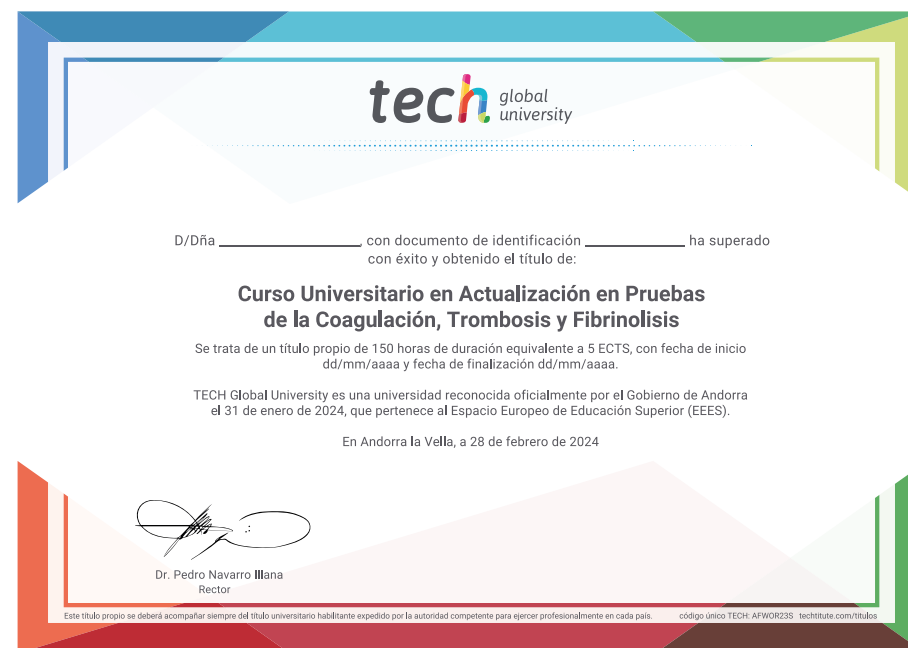 tech global university
D/Dña ____________________, con documento de identificación ______________ ha superado
con éxito y obtenido el título de:
Curso Universitario en Actualización en Pruebas
de la Coagulación, Trombosis y Fibrinolisis
Se trata de un título propio de 150 horas de duración equivalente a 5 ECTS, con fecha de inicio
dd/mm/aaaa y fecha de finalización dd/mm/aaaa.
TECH Global University es una universidad reconocida oficialmente por el Gobierno de Andorra
el 31 de enero de 2024, que pertenece al Espacio Europeo de Educación Superior (EEES).
En Andorra la Vella, a 28 de febrero de 2024
Dr. Pedro Navarro Illana
Rector
Este título propio se deberá acompañar siempre del título universitario habilitante expedido por la autoridad competente para ejercer profesionalmente en cada país. código único TECH: AFWOR23S techtitute.com/titulos